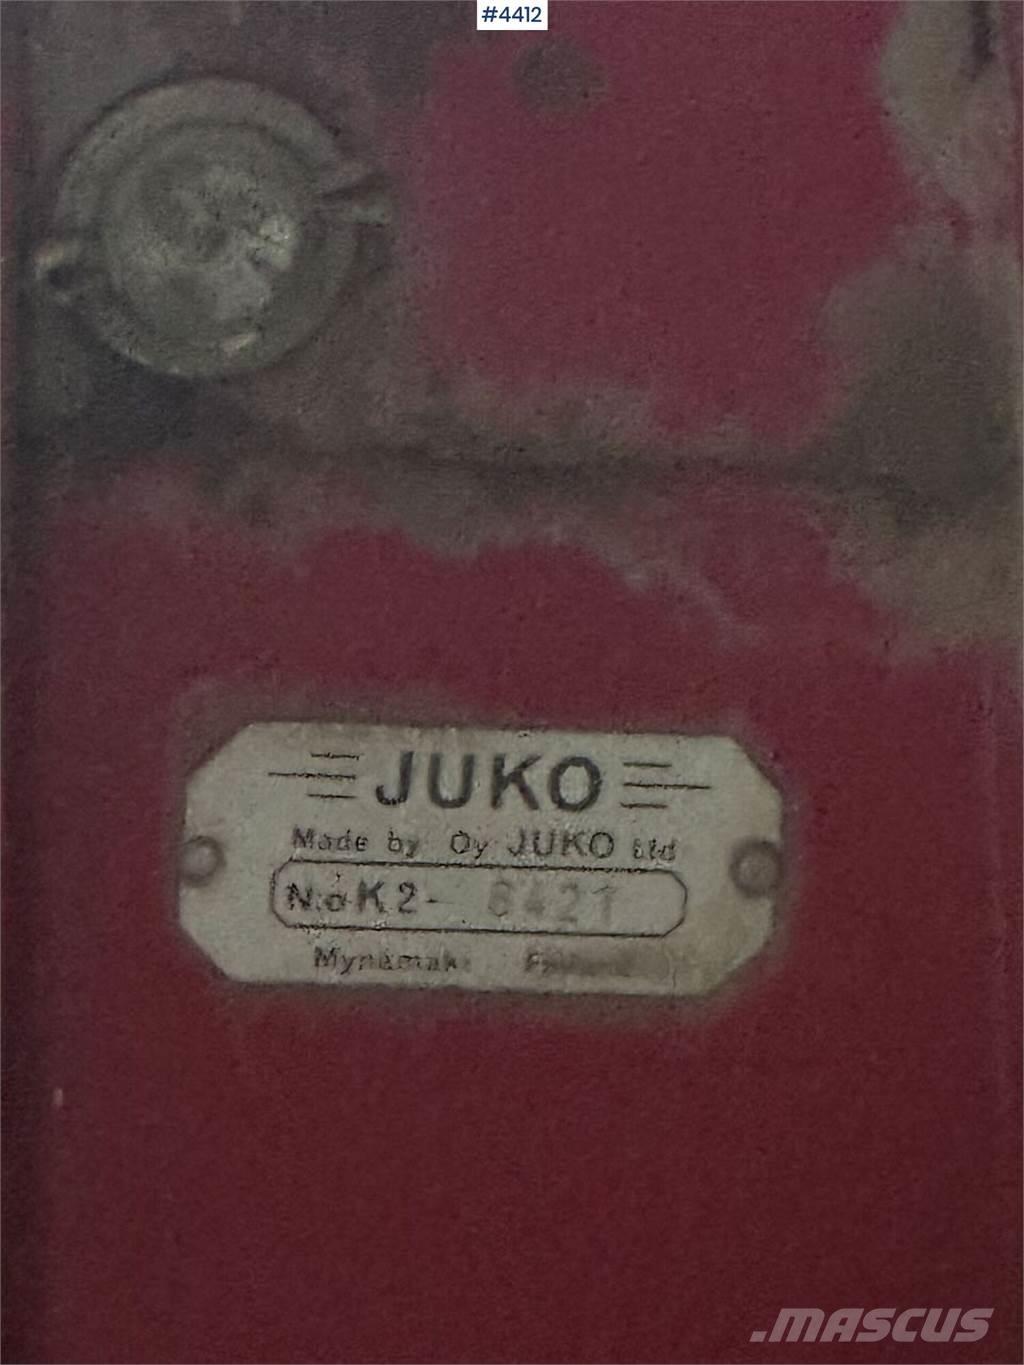 #4412
JUKO
Made by Oy JUKO Ltd
No K2-
Mynämäki
.MASCUS